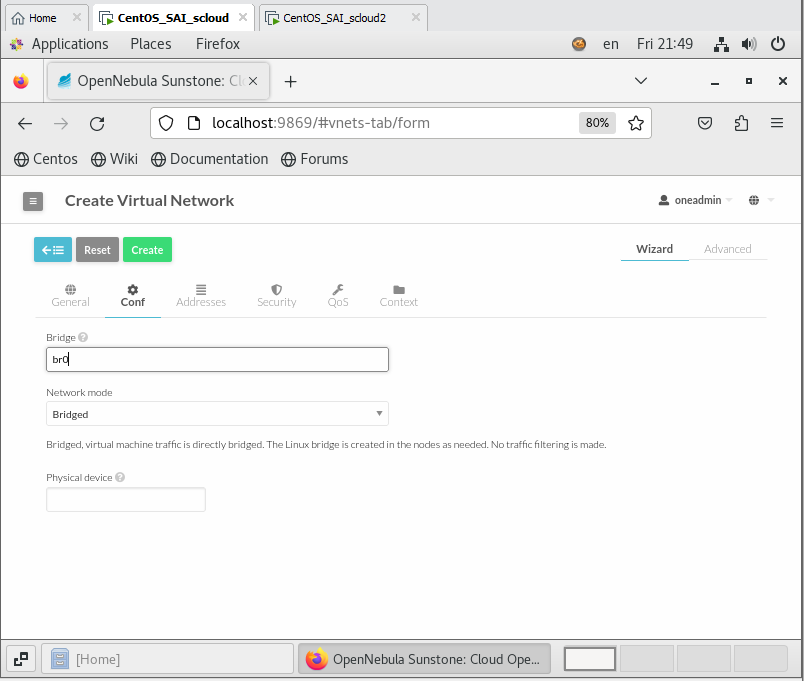 Home
CentOS_SAI_scloud
CentOS_SAI_scloud2
Applications Places Firefox en Fri 21:49
OpenNebula Sunstone: Clo
localhost:9869/#vnets-tab/form 80%
Centos Wiki Documentation Forums
Create Virtual Network oneadmin
Reset Create Wizard Advanced
General Conf Addresses Security QoS Context
Bridge
br0
Network mode
Bridged
Bridged, virtual machine traffic is directly bridged. The Linux bridge is created in the nodes as needed. No traffic filtering is made.
Physical device
[Home] OpenNebula Sunstone: Cloud Ope...